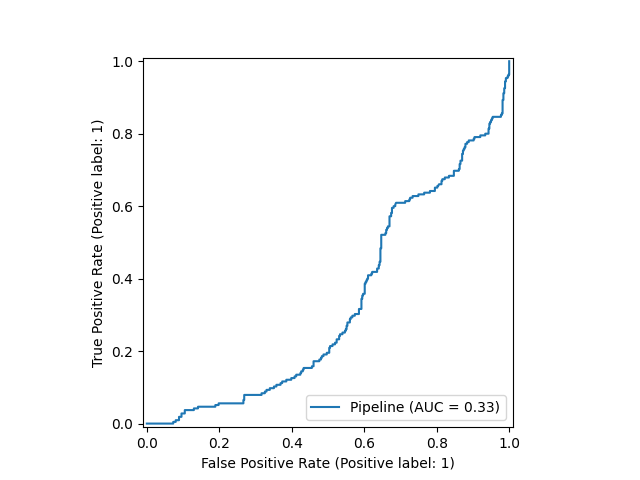 1.0
0.8
0.6
0.4
0.2
0.0
True Positive Rate (Positive label: 1)
Pipeline (AUC = 0.33)
0.0 0.2 0.4 0.6 0.8 1.0
False Positive Rate (Positive label: 1)